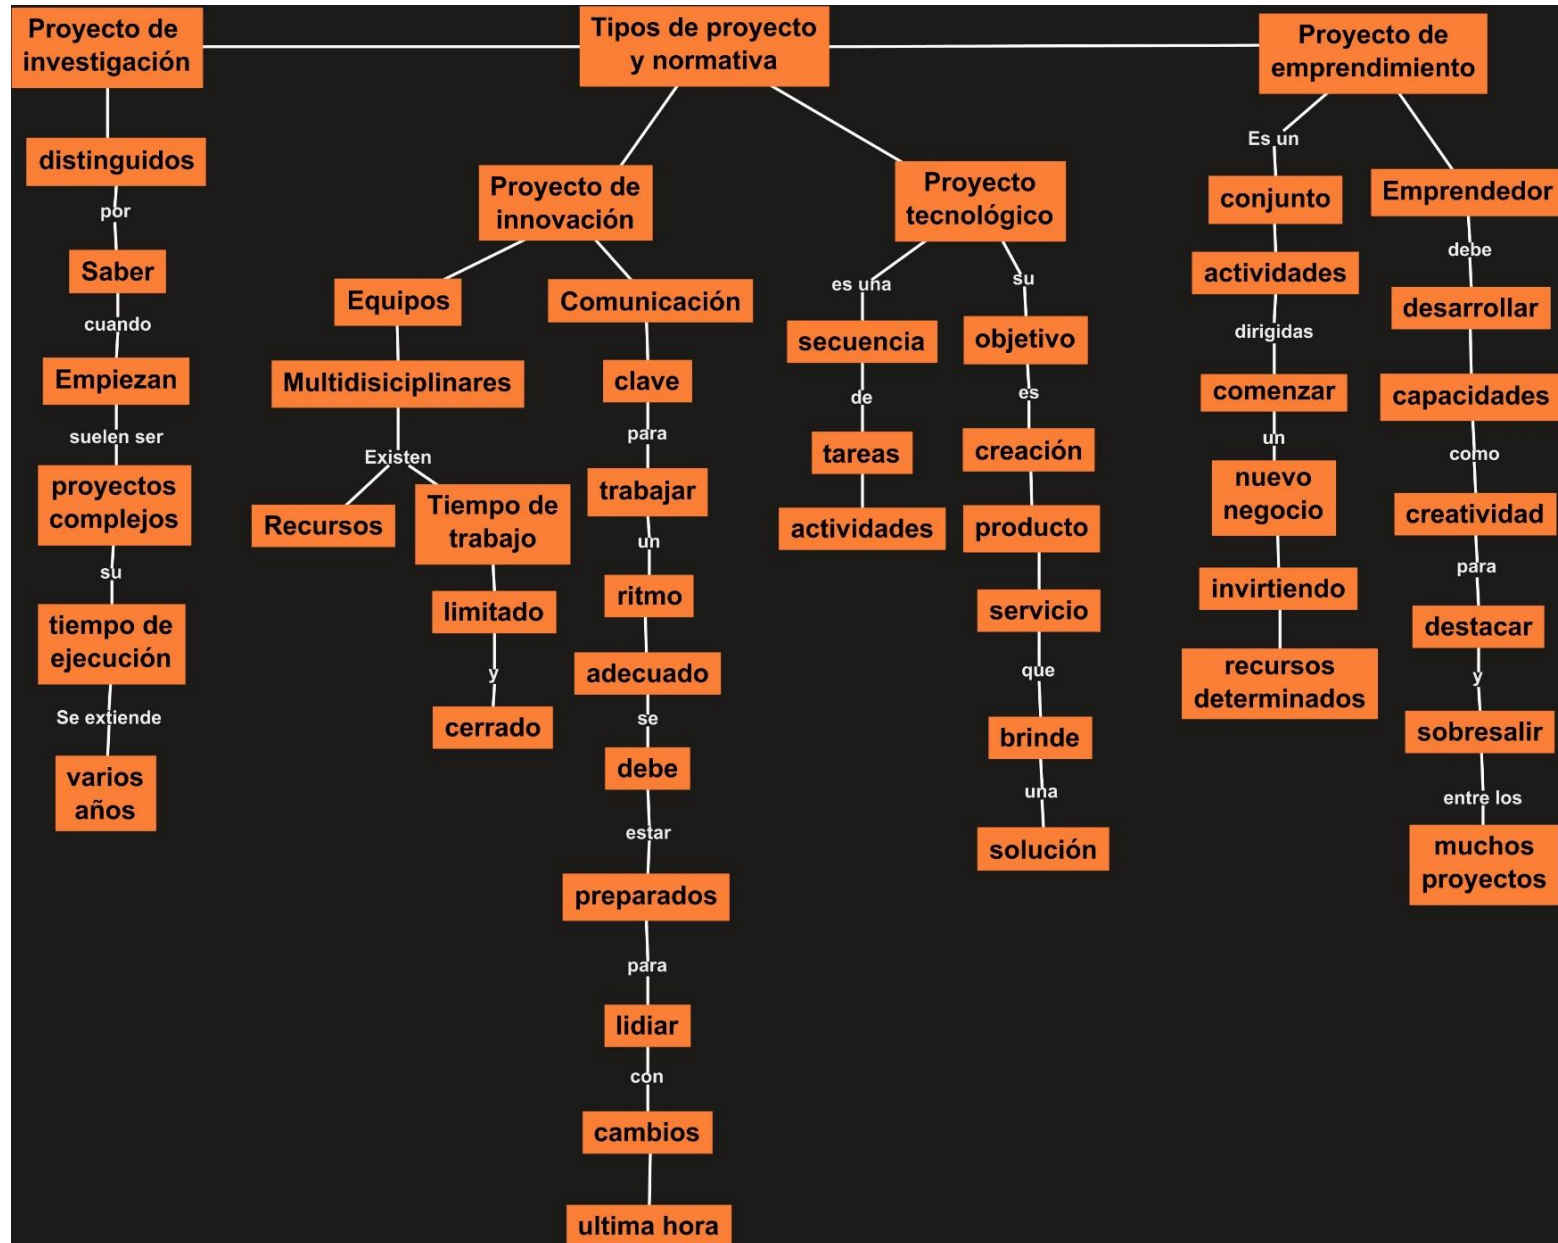 Proyecto de
investigación
distinguidos
por
Saber
cuando
Empiezan
suelen ser
proyectos
complejos
su
tiempo de
ejecución
Se extiende
varios
años
Tipos de proyecto
y normativa
Proyecto de
innovación
Equipos
Multidisiciplinares
Existen
Recursos
Tiempo de
trabajo
limitado
y
cerrado
Comunicación
clave
para
trabajar
un
ritmo
adecuado
se
debe
estar
preparados
para
lidiar
con
cambios
ultima hora
Proyecto
tecnológico
es una
secuencia
de
tareas
actividades
su
objetivo
es
creación
producto
servicio
que
brinde
una
solución
Proyecto de
emprendimiento
Es un
conjunto
actividades
dirigidas
comenzar
un
nuevo
negocio
invirtiendo
recursos
determinados
Emprendedor
debe
desarrollar
capacidades
como
creatividad
para
destacar
y
sobresalir
entre los
muchos
proyectos